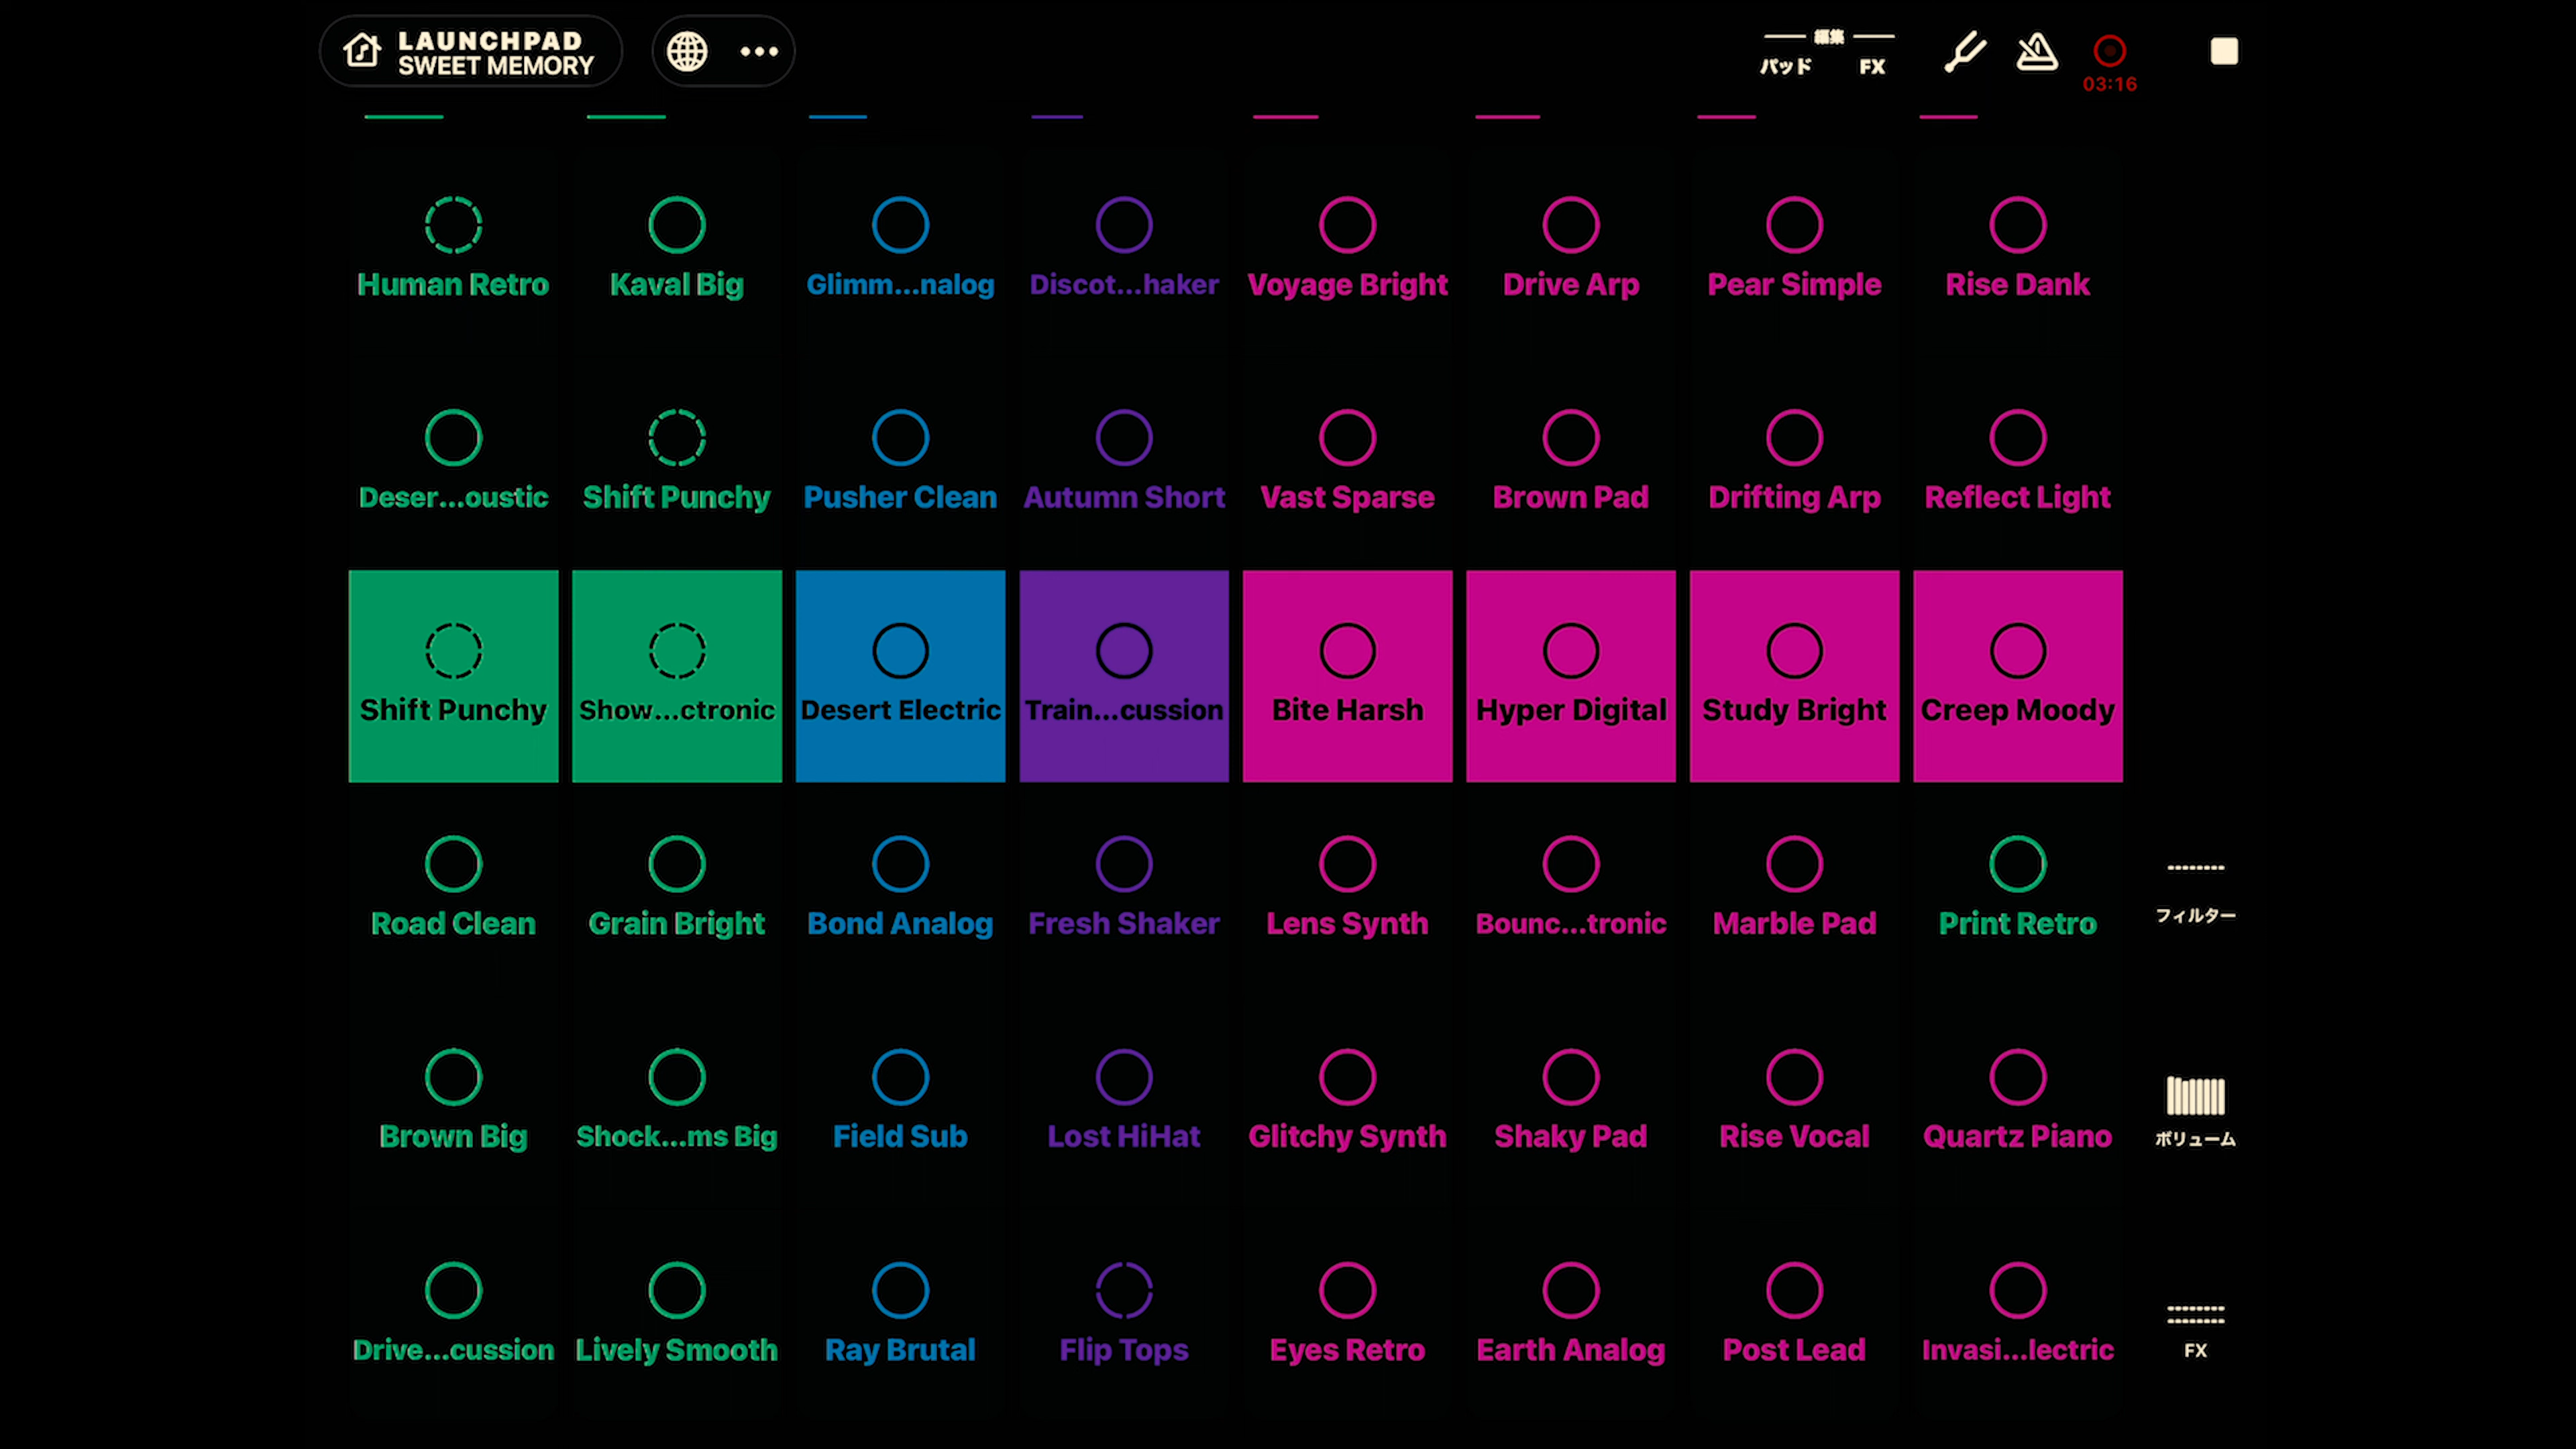 LAUNCHPAD
SWEET MEMORY
編集
パッド FX
03:16
Human Retro Kaval Big Glimm...nalog Discot...haker Voyage Bright Drive Arp Pear Simple Rise Dank
Deser...oustic Shift Punchy Pusher Clean Autumn Short Vast Sparse Brown Pad Drifting Arp Reflect Light
Shift Punchy Show...ctronic Desert Electric Train...cussion Bite Harsh Hyper Digital Study Bright Creep Moody
Road Clean Grain Bright Bond Analog Fresh Shaker Lens Synth Bounc...tronic Marble Pad Print Retro
フィルター
Brown Big Shock...ms Big Field Sub Lost HiHat Glitchy Synth Shaky Pad Rise Vocal Quartz Piano
ボリューム
Drive...cussion Lively Smooth Ray Brutal Flip Tops Eyes Retro Earth Analog Post Lead Invasi...lectric
FX